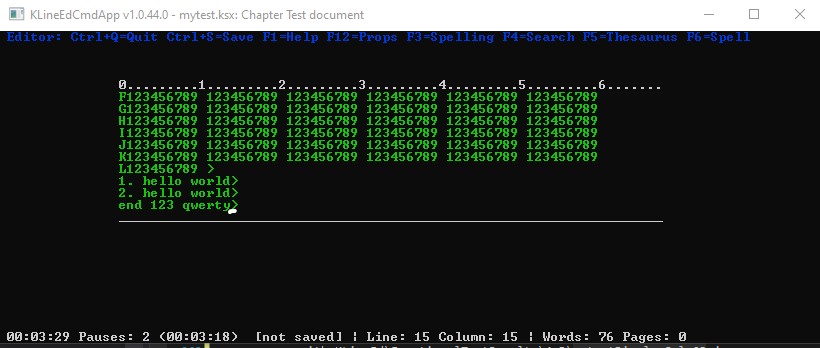 KLineEdCmdApp v1.0.44.0 - mytest.ksx: Chapter Test document
Editor: Ctrl+Q=Quit Ctrl+S=Save F1=Help F12=Props F3=Spelling F4=Search F5=Thesaurus F6=Spell
0.........1.........2.........3.........4.........5.........6.......
F123456789 123456789 123456789 123456789 123456789 123456789
G123456789 123456789 123456789 123456789 123456789 123456789
H123456789 123456789 123456789 123456789 123456789 123456789
I123456789 123456789 123456789 123456789 123456789 123456789
J123456789 123456789 123456789 123456789 123456789 123456789
K123456789 123456789 123456789 123456789 123456789 123456789
L123456789 >
1. hello world>
2. hello world>
end 123 qwerty>
00:03:29 Pauses: 2 (00:03:18)  [not saved] ¦ Line: 15 Column: 15 ¦ Words: 76 Pages: 0